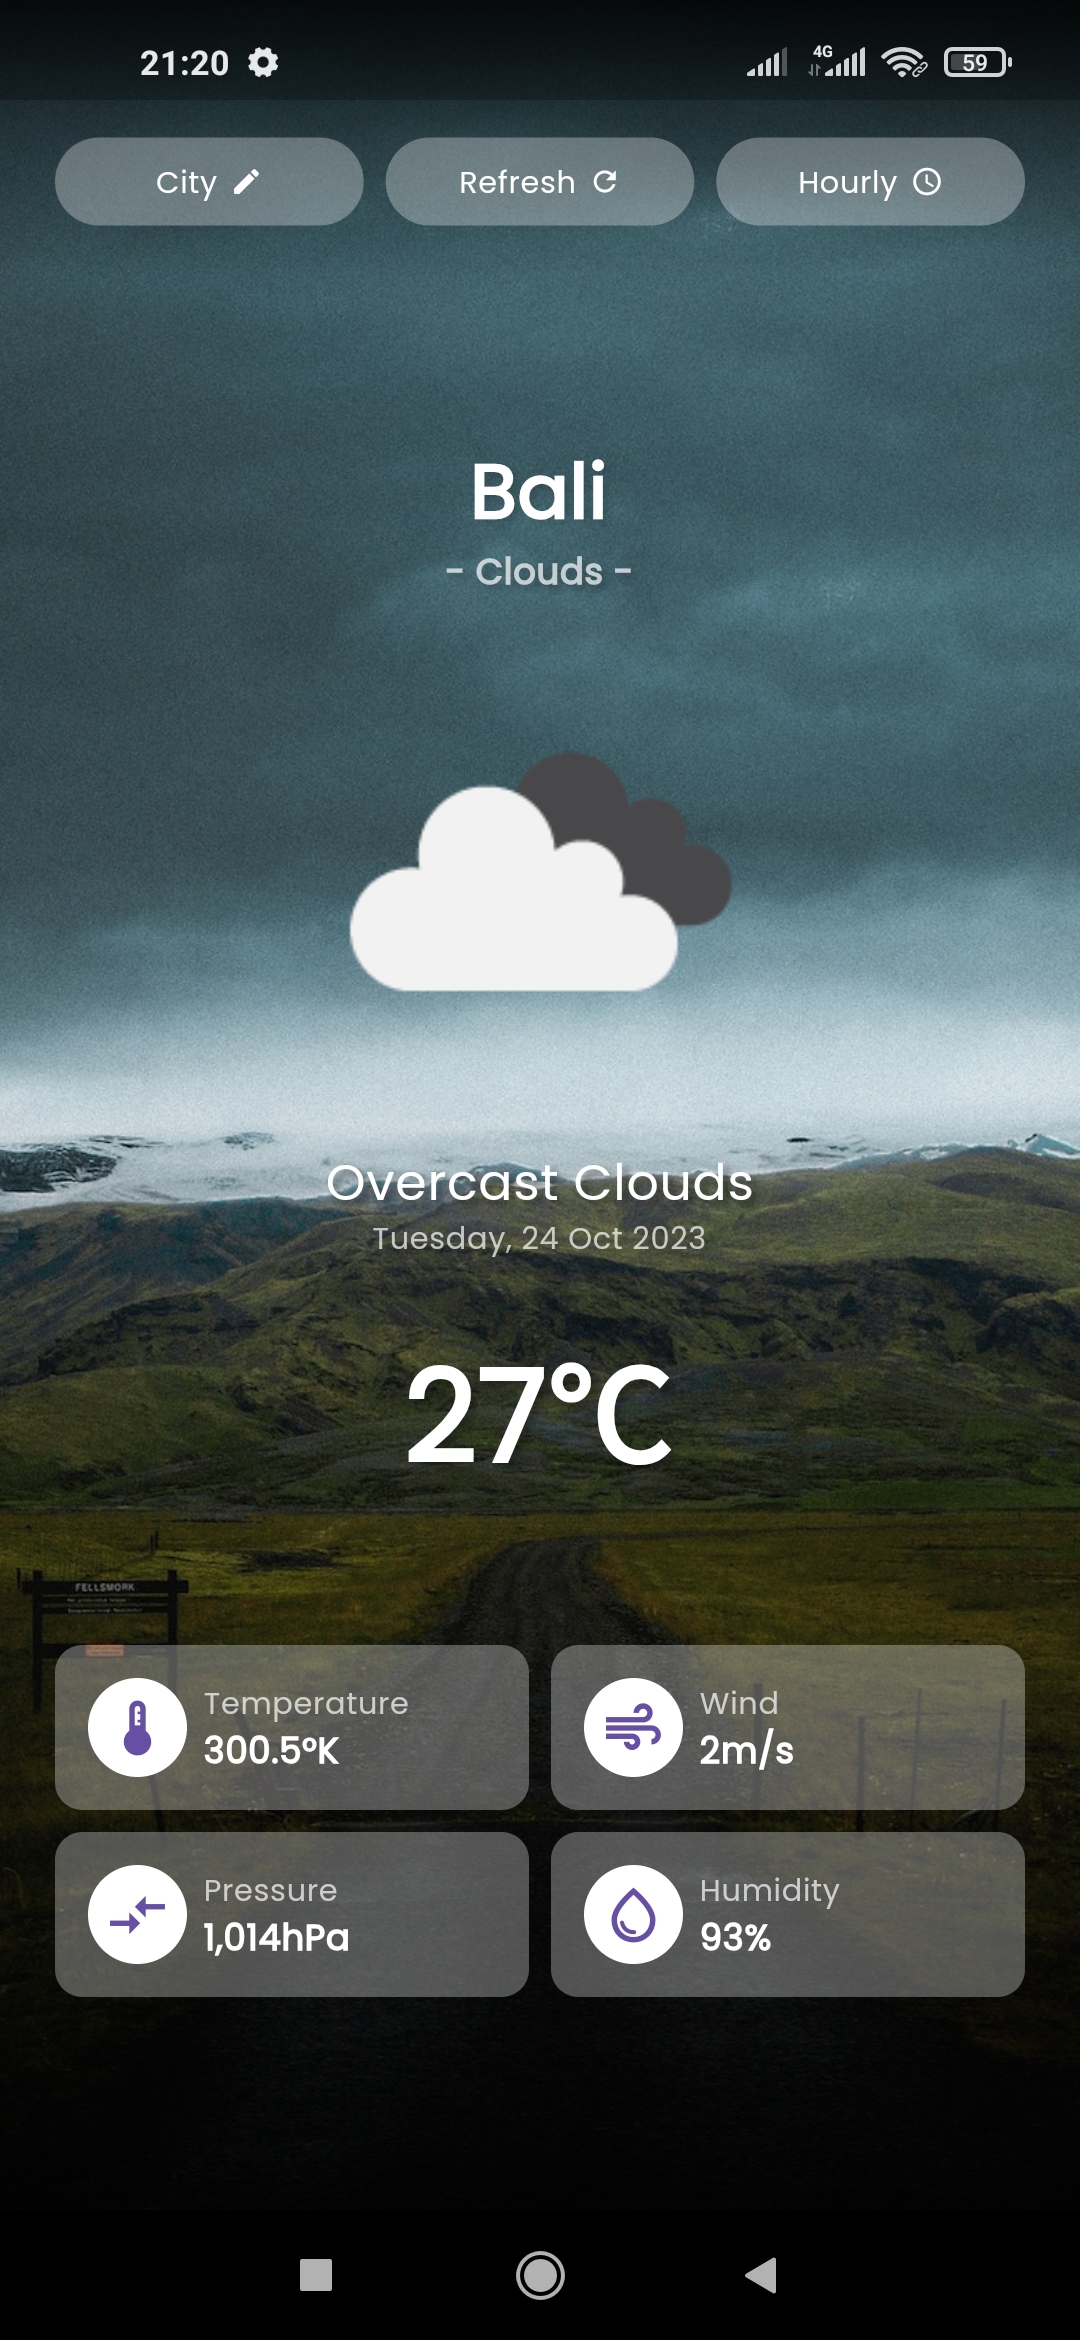 21:20
4G
59
City
Refresh
Hourly
Bali
- Clouds -
Overcast Clouds
Tuesday, 24 Oct 2023
27°C
FELLSMÖRK
Temperature
300.5°K
Wind
2m/s
Pressure
1,014hPa
Humidity
93%